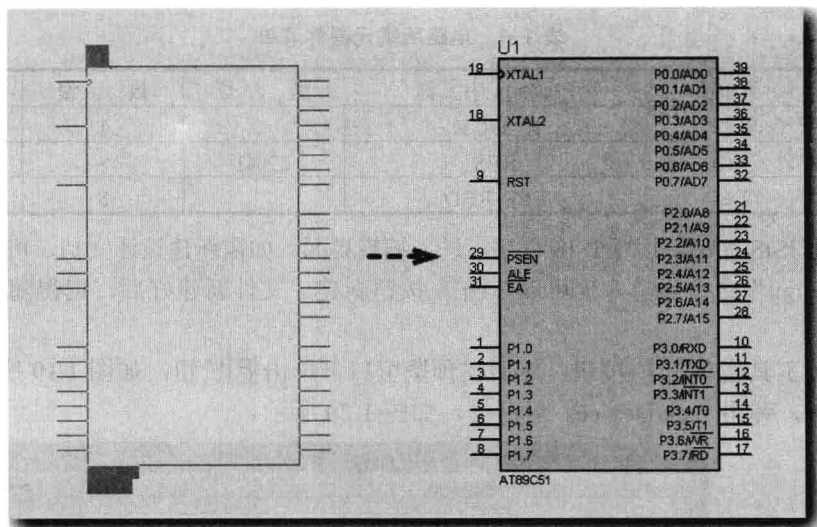 U1
19 XTAL1 P0.0/AD0 39
P0.1/AD1 38
P0.2/AD2 37
18 XTAL2 P0.3/AD3 36
P0.4/AD4 35
P0.5/AD5 34
P0.6/AD6 33
9 RST P0.7/AD7 32
P2.0/A8 21
P2.1/A9 22
P2.2/A10 23
29 PSEN P2.3/A11 24
30 ALE P2.4/A12 25
31 EA P2.5/A13 26
P2.6/A14 27
P2.7/A15 28
1 P1.0 P3.0/RXD 10
2 P1.1 P3.1/TXD 11
3 P1.2 P3.2/INT0 12
4 P1.3 P3.3/INT1 13
5 P1.4 P3.4/T0 14
6 P1.5 P3.5/T1 15
7 P1.6 P3.6/WR 16
8 P1.7 P3.7/RD 17
AT89C51